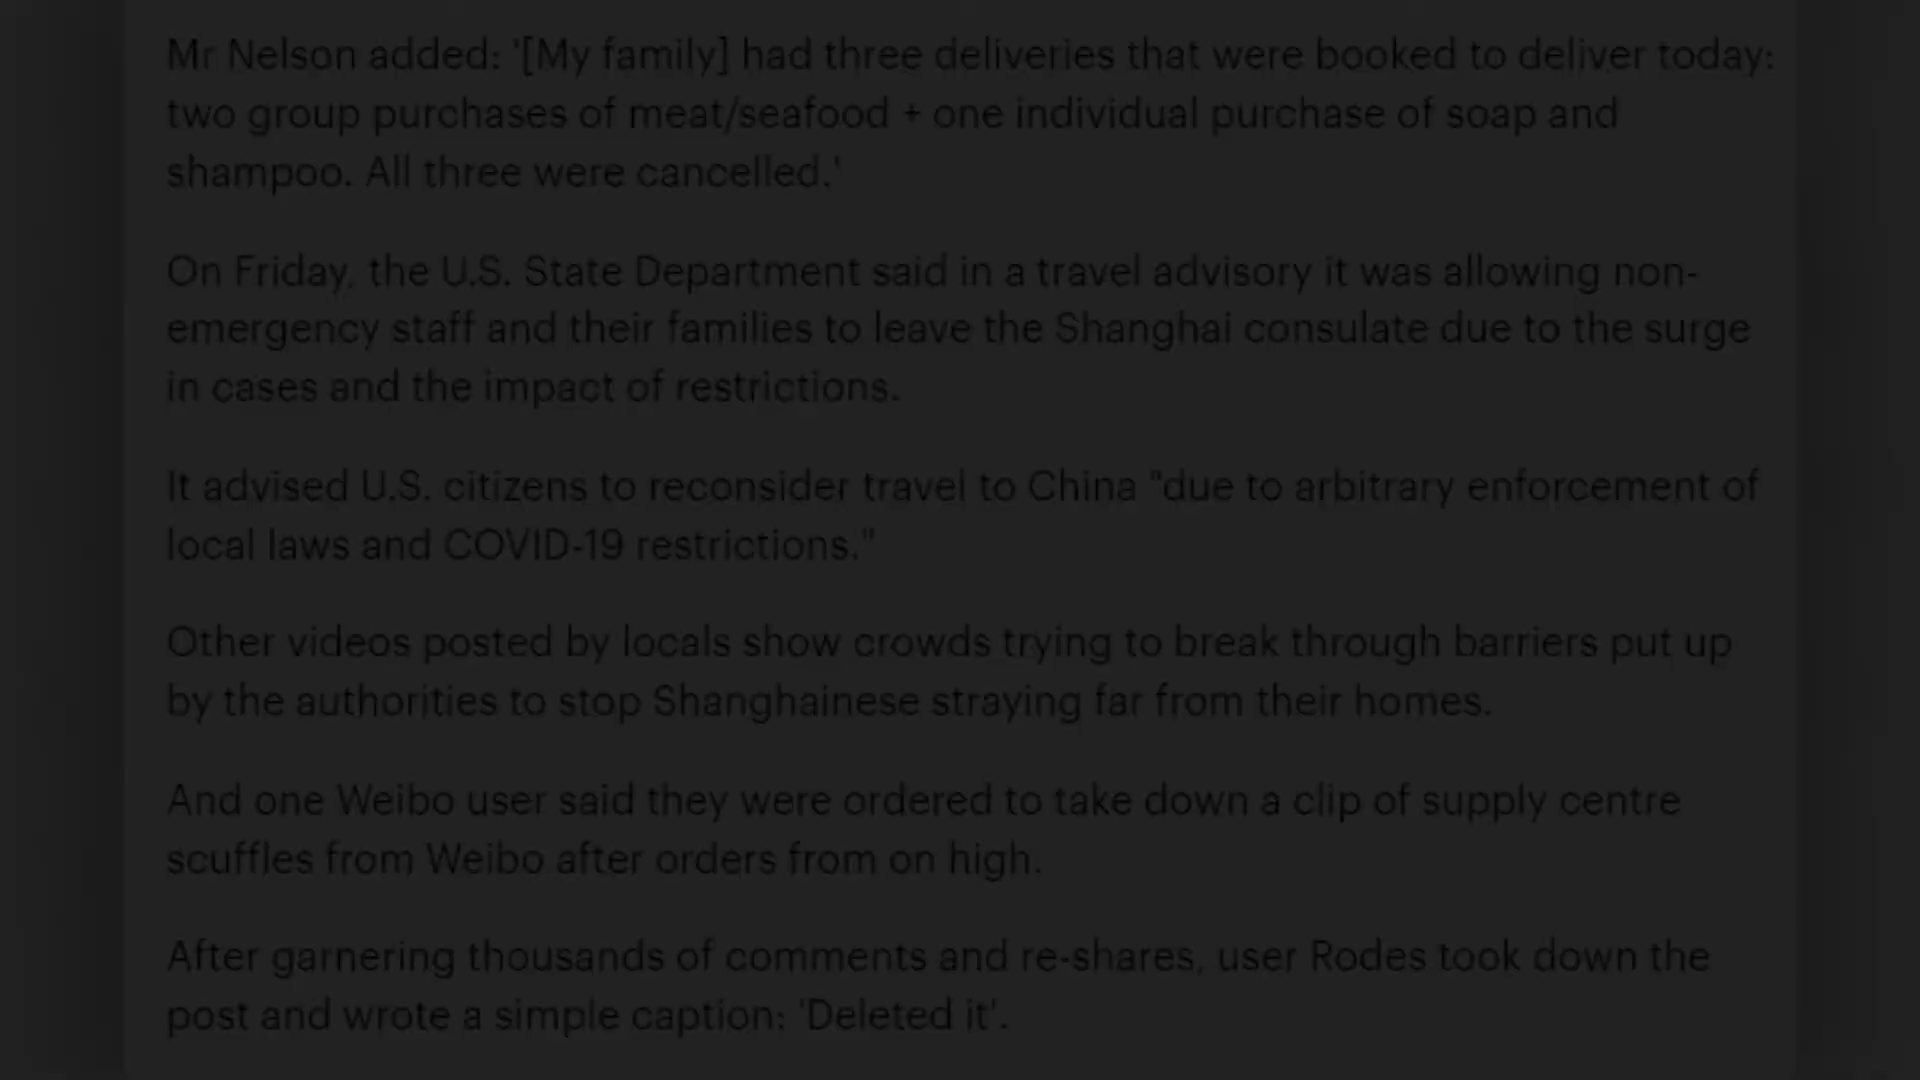 Mr Nelson added: '[My family] had three deliveries that were booked to deliver today:
two group purchases of meat/seafood + one individual purchase of soap and
shampoo. All three were cancelled.'
On Friday, the U.S. State Department said in a travel advisory it was allowing non-
emergency staff and their families to leave the Shanghai consulate due to the surge
in cases and the impact of restrictions.
It advised U.S. citizens to reconsider travel to China "due to arbitrary enforcement of
local laws and COVID-19 restrictions."
Other videos posted by locals show crowds trying to break through barriers put up
by the authorities to stop Shanghainese straying far from their homes.
And one Weibo user said they were ordered to take down a clip of supply centre
scuffles from Weibo after orders from on high.
After garnering thousands of comments and re-shares, user Rodes took down the
post and wrote a simple caption: 'Deleted it'.